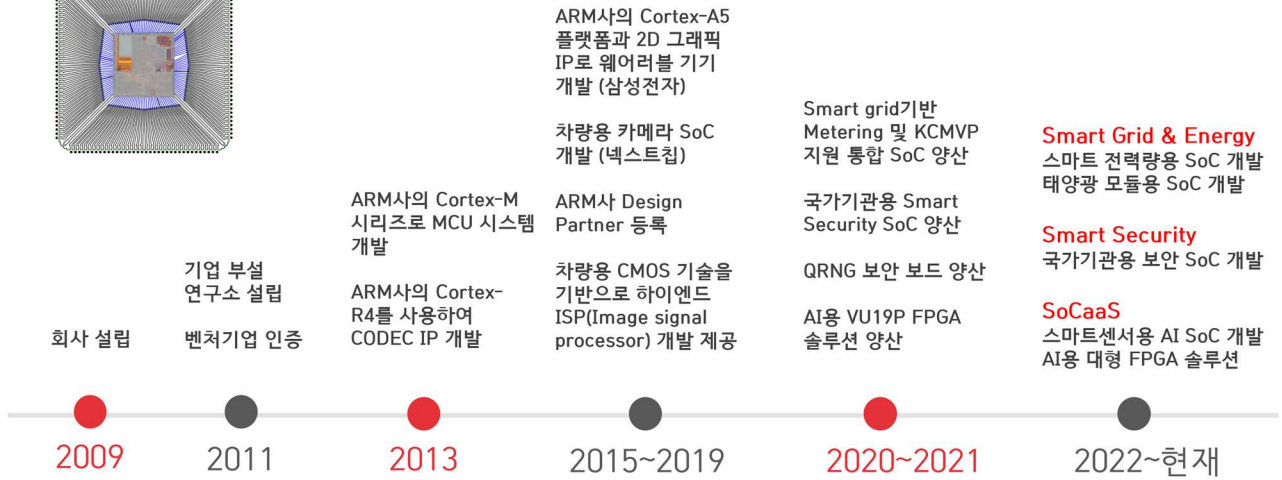 회사 설립
2009
기업 부설
연구소 설립
벤처기업 인증
2011
ARM사의 Cortex-M
시리즈로 MCU 시스템
개발
ARM사의 Cortex-
R4를 사용하여
CODEC IP 개발
2013
ARM사의 Cortex-A5
플랫폼과 2D 그래픽
IP로 웨어러블 기기
개발 (삼성전자)
차량용 카메라 SoC
개발 (넥스트칩)
ARM사 Design
Partner 등록
차량용 CMOS 기술을
기반으로 하이엔드
ISP(Image signal
processor) 개발 제공
2015~2019
Smart grid기반
Metering 및 KCMVP
지원 통합 SoC 양산
국가기관용 Smart
Security SoC 양산
QRNG 보안 보드 양산
AI용 VU19P FPGA
솔루션 양산
2020~2021
Smart Grid & Energy
스마트 전력량용 SoC 개발
태양광 모듈용 SoC 개발
Smart Security
국가기관용 보안 SoC 개발
SoCaaS
스마트센서용 AI SoC 개발
AI용 대형 FPGA 솔루션
2022~현재